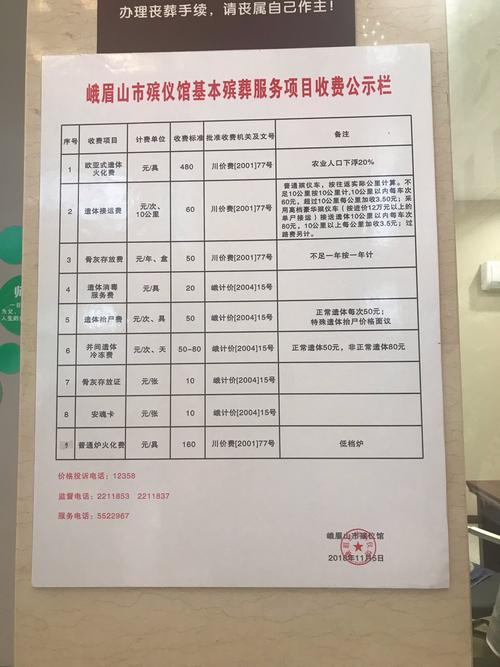 办理丧葬手续，请丧属自己作主！
峨眉山市殡仪馆基本殡葬服务项目收费公示栏
序号 收费项目 计费单位 收费标准 批准收费机关及文号 备注
1 欧亚式遗体火化费 元/具 480 川价费[2001]77号 农业人口下浮20%
2 遗体接运费 元/次、10公里 60 川价费[2001]77号 普通殡仪车，按往返实际公里计算。不足10公里按10公里计，10公里以内每车次60元，超过10公里每公里加收3.50元；采用高档豪华殡仪车（按造价12万元以上的单尸接运）接送遗体10公里以内每车次80元，10公里以上每公里加收3.5元；过路费另计。
3 骨灰存放费 元/年、盒 50 川价费[2001]77号 不足一年按一年计
4 遗体消毒服务费 元/具 20 峨计价[2004]15号
5 遗体抬尸费 元/次、具 50 峨计价[2004]15号 正常遗体每次50元；特殊遗体抬尸价格面议
6 并间遗体冷冻费 元/次、天 50-80 峨计价[2004]15号 正常遗体50元，非正常遗体80元
7 骨灰存放证 元/张 10 峨计价[2004]15号
8 安魂卡 元/张 10 峨计价[2004]15号
9 普通炉火化费 元/具 160 川价费[2001]77号 低档炉
价格投诉电话：12358
监督电话：2211853 2211837
服务电话：5522967
峨眉山市殡仪馆
2018年11月5日